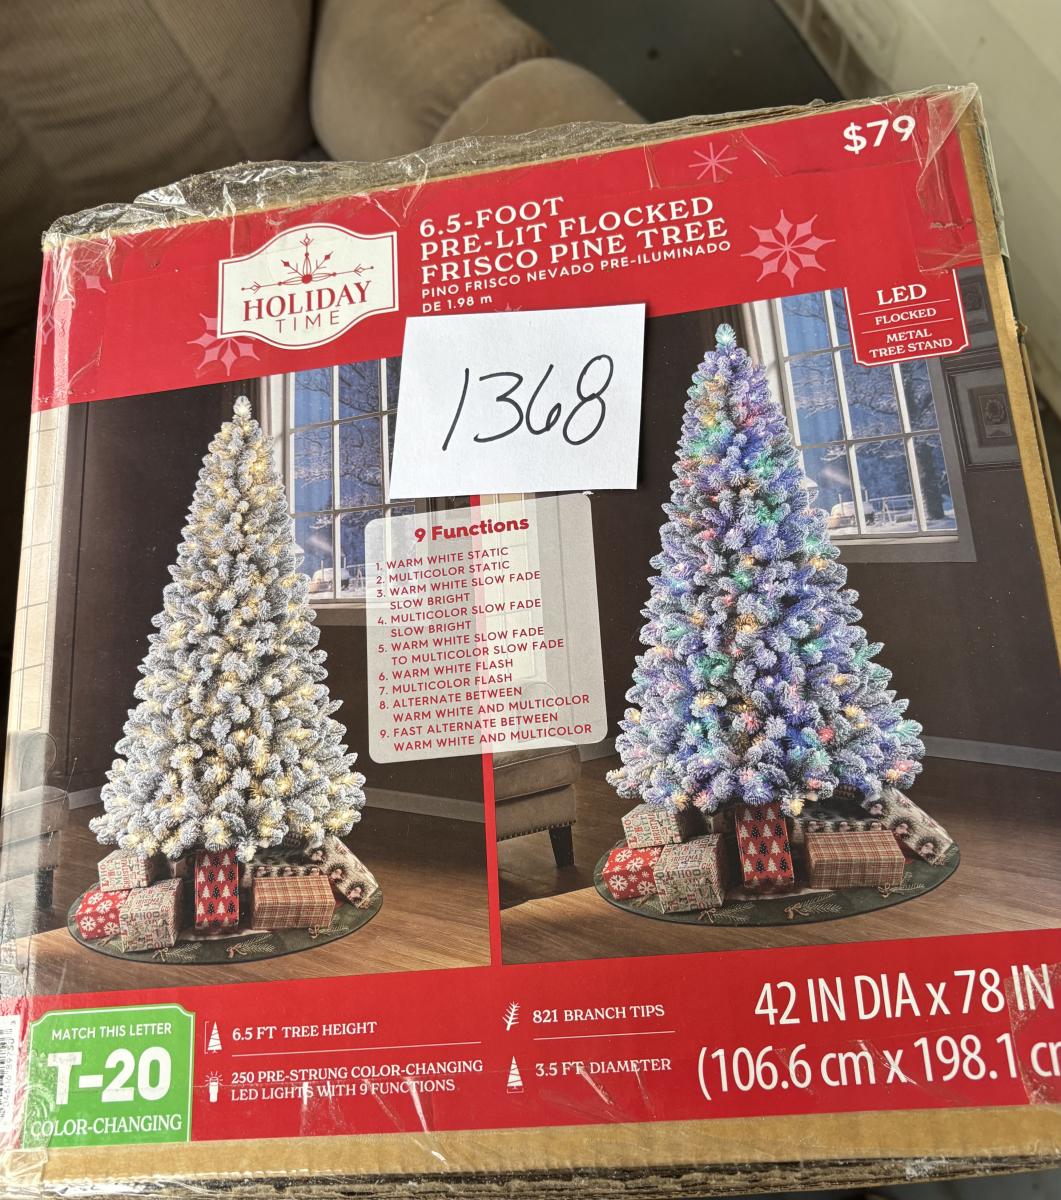 $79
6.5-FOOT
PRE-LIT FLOCKED
FRISCO PINE TREE
PINO FRISCO NEVADO PRE-ILUMINADO
DE 1.98 m
HOLIDAY
TIME
LED
FLOCKED
METAL
TREE STAND
1368
9 Functions
1. WARM WHITE STATIC
2. MULTICOLOR STATIC
3. WARM WHITE SLOW FADE
SLOW BRIGHT
4. MULTICOLOR SLOW FADE
SLOW BRIGHT
5. WARM WHITE SLOW FADE
TO MULTICOLOR SLOW FADE
6. WARM WHITE FLASH
7. MULTICOLOR FLASH
8. ALTERNATE BETWEEN
WARM WHITE AND MULTICOLOR
9. FAST ALTERNATE BETWEEN
WARM WHITE AND MULTICOLOR
MATCH THIS LETTER
T-20
COLOR-CHANGING
6.5 FT TREE HEIGHT
250 PRE-STRUNG COLOR-CHANGING
LED LIGHTS WITH 9 FUNCTIONS
821 BRANCH TIPS
3.5 FT DIAMETER
42 IN DIA x 78 IN
(106.6 cm x 198.1 cm